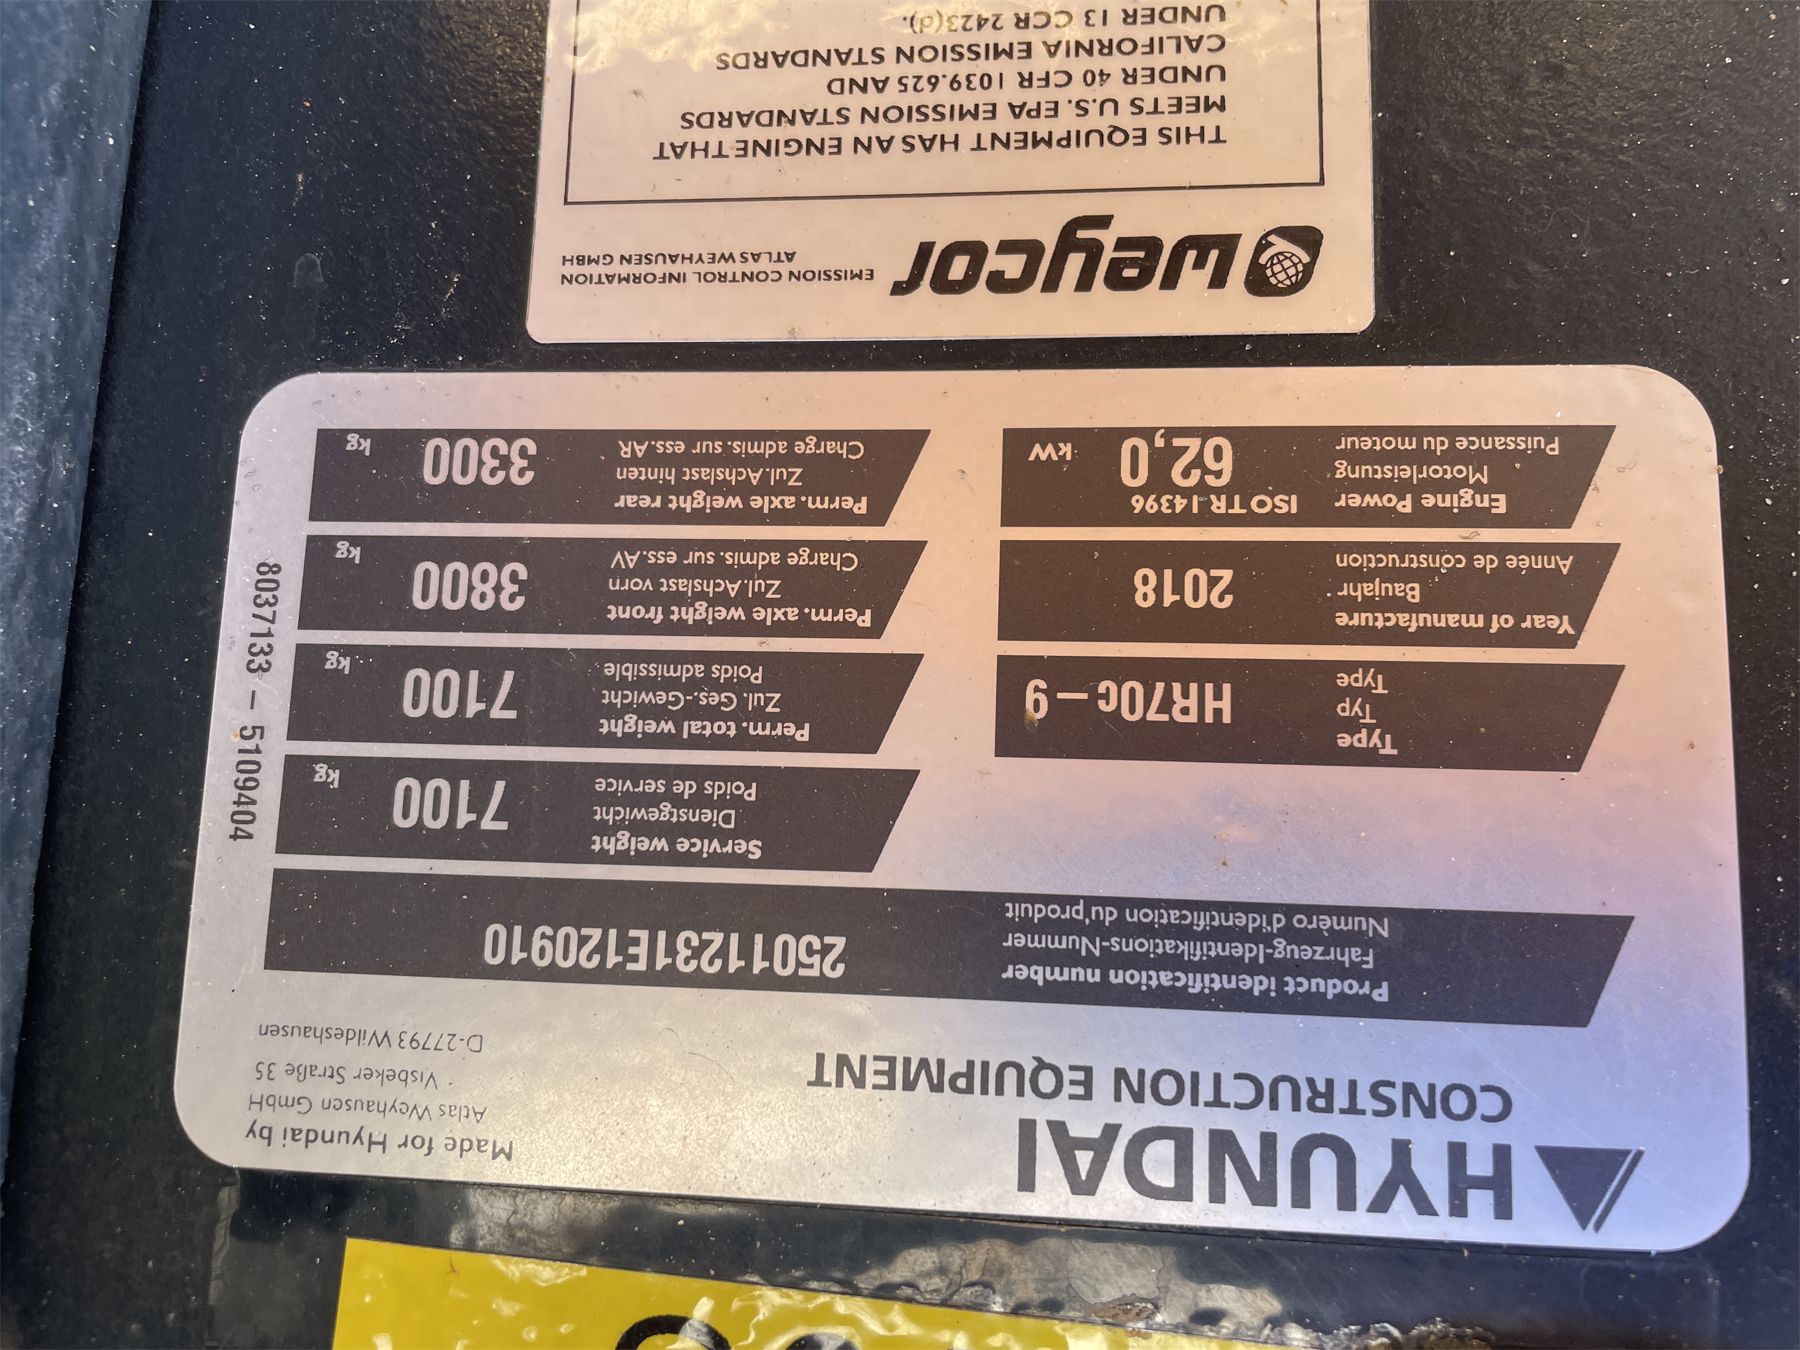 HYUNDAI
CONSTRUCTION EQUIPMENT
Made for Hyundai by
Atlas Weyhausen GmbH
Visbeker Straße 35
D-27793 Wildeshausen
Product identification number
Fahrzeug-Identifikations-Nummer
Numéro d'identification du produit
25011231E120910
Type
Typ
Type
HR70c-9
Year of manufacture
Baujahr
Année de construction
2018
Engine Power
Motorleistung
Puissance du moteur
ISO TR.14396
62,0
kW
Service weight
Dienstgewicht
Poids de service
7100
kg
Perm. total weight
Zul. Ges.-Gewicht
Poids admissible
7100
kg
Perm. axle weight front
Zul. Achslast vorn
Charge admis. sur ess. AV
3800
kg
Perm. axle weight rear
Zul. Achslast hinten
Charge admis. sur ess. AR
3300
kg
8037133 - 5109404
weycor
EMISSION CONTROL INFORMATION
ATLAS WEYHAUSEN GMBH
THIS EQUIPMENT HAS AN ENGINE THAT
MEETS U.S. EPA EMISSION STANDARDS
UNDER 40 CFR 1039.625 AND
CALIFORNIA EMISSION STANDARDS
UNDER 13 CCR 2423(d).